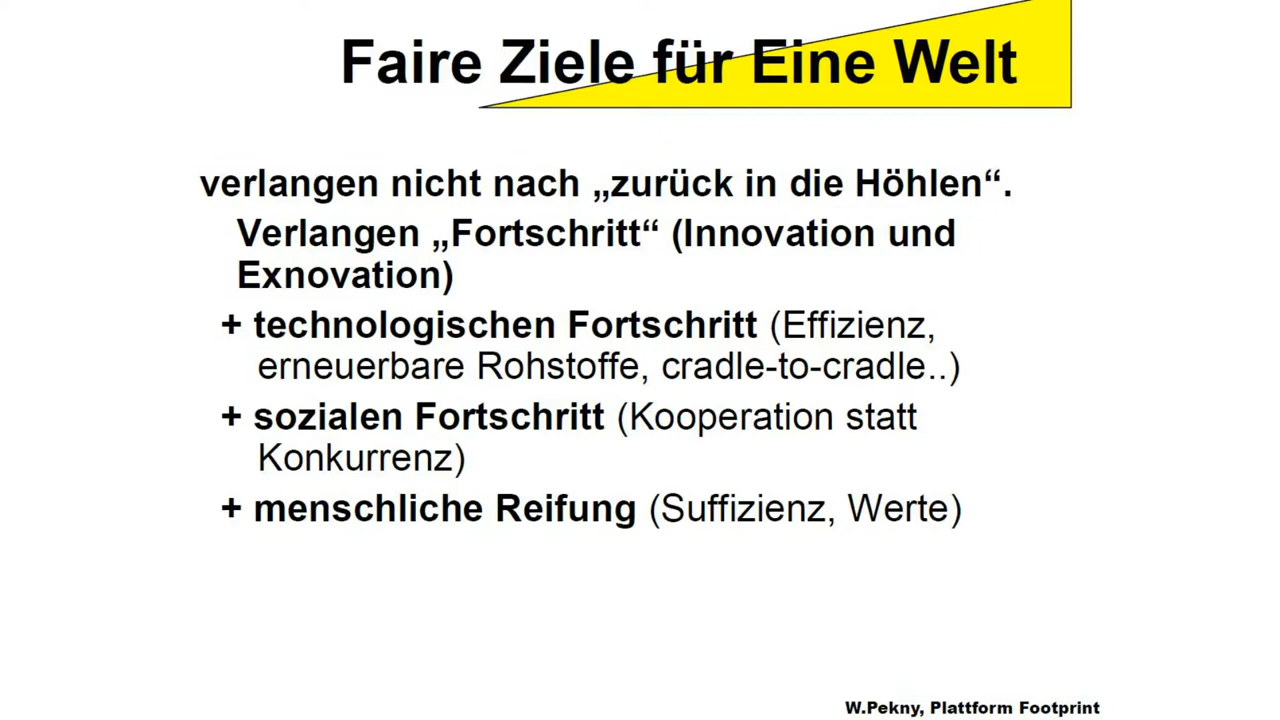 Faire Ziele für Eine Welt
verlangen nicht nach „zurück in die Höhlen“.
Verlangen „Fortschritt“ (Innovation und
Exnovation)
+ technologischen Fortschritt (Effizienz,
erneuerbare Rohstoffe, cradle-to-cradle..)
+ sozialen Fortschritt (Kooperation statt
Konkurrenz)
+ menschliche Reifung (Suffizienz, Werte)
W.Pekny, Plattform Footprint